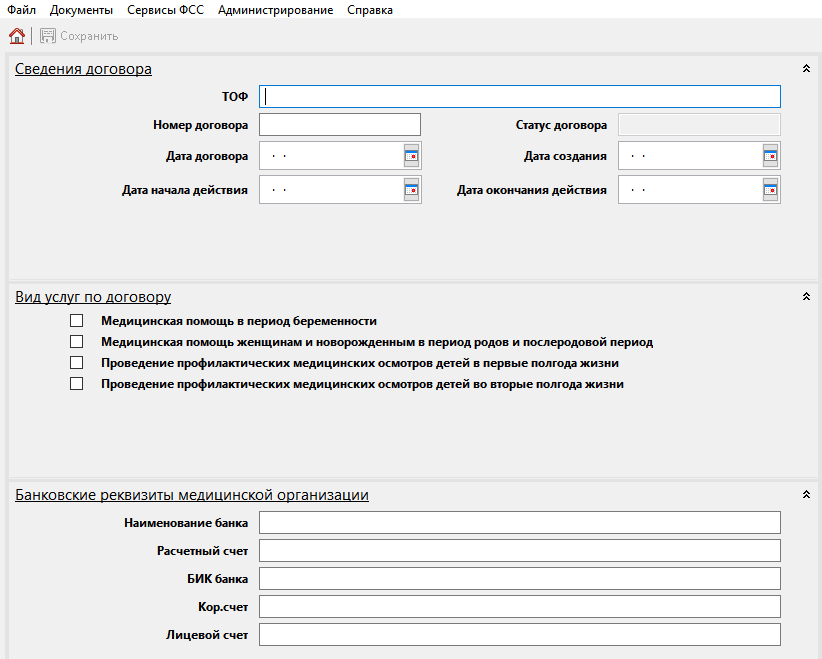 Файл Документы Сервисы ФСС Администрирование Справка
Сохранить
Сведения договора
ТОФ
Номер договора Статус договора
Дата договора . . Дата создания . .
Дата начала действия . . Дата окончания действия . .
Вид услуг по договору
Медицинская помощь в период беременности
Медицинская помощь женщинам и новорожденным в период родов и послеродовой период
Проведение профилактических медицинских осмотров детей в первые полгода жизни
Проведение профилактических медицинских осмотров детей во вторые полгода жизни
Банковские реквизиты медицинской организации
Наименование банка
Расчетный счет
БИК банка
Кор.счет
Лицевой счет